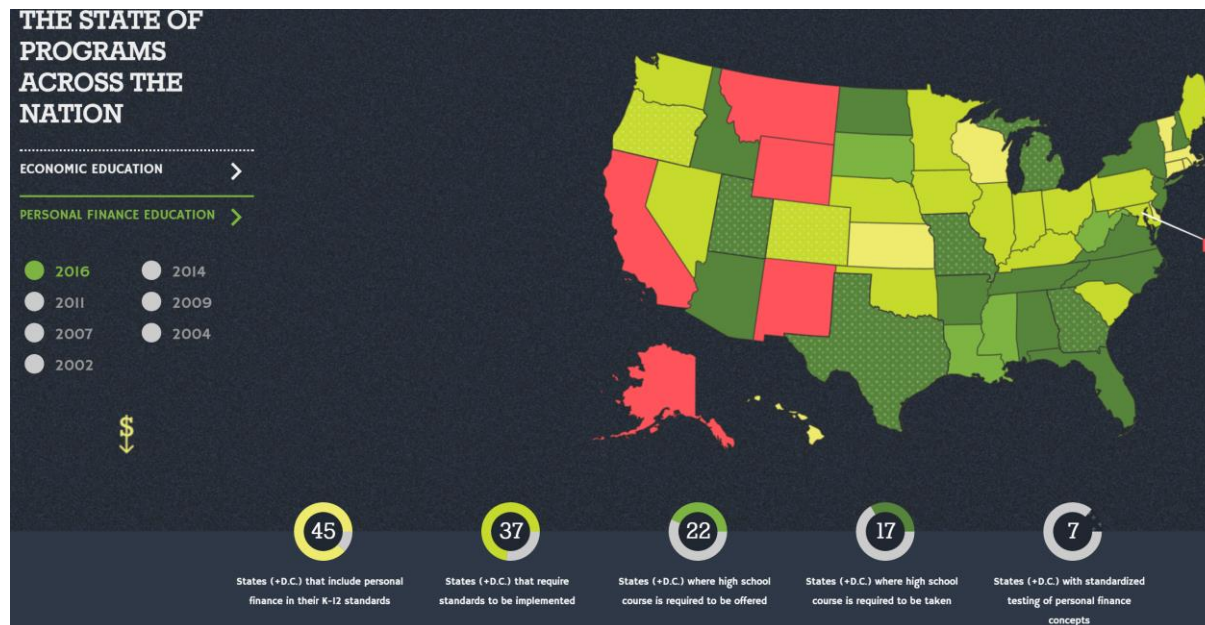 THE STATE OF
PROGRAMS
ACROSS THE
NATION
ECONOMIC EDUCATION
PERSONAL FINANCE EDUCATION
2016
2014
2011
2009
2007
2004
2002
$
45
States (+D.C.) that include personal
finance in their K-12 standards
37
States (+D.C.) that require
standards to be implemented
22
States (+D.C.) where high school
course is required to be offered
17
States (+D.C.) where high school
course is required to be taken
7
States (+D.C.) with standardized
testing of personal finance
concepts